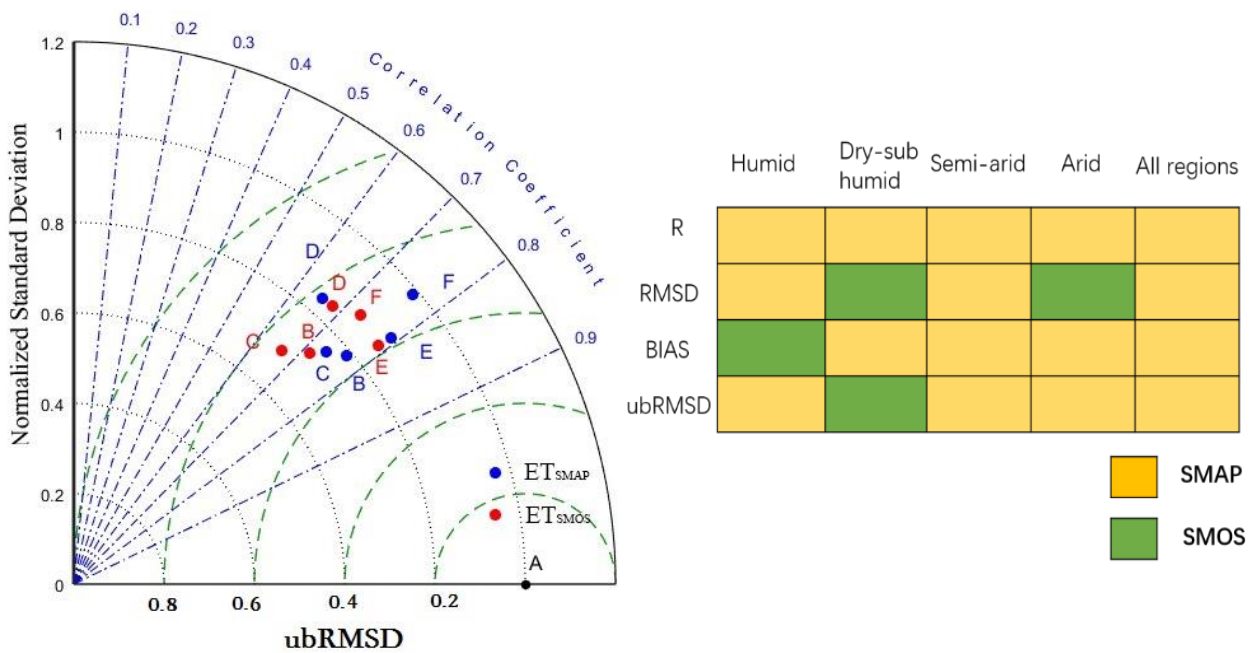 0.1
0.2
0.3
0.4
0.5
0.6
0.7
0.8
0.9
Correlation Coefficient
1.2
1
0.8
0.6
0.4
0.2
0
Normalized Standard Deviation
D
D
F
F
C
B
C
B
E
E
ETSMAP
ETSMOS
A
0.8
0.6
0.4
0.2
ubRMSD
Humid
Dry-sub
humid
Semi-arid
Arid
All regions
R
RMSD
BIAS
ubRMSD
SMAP
SMOS